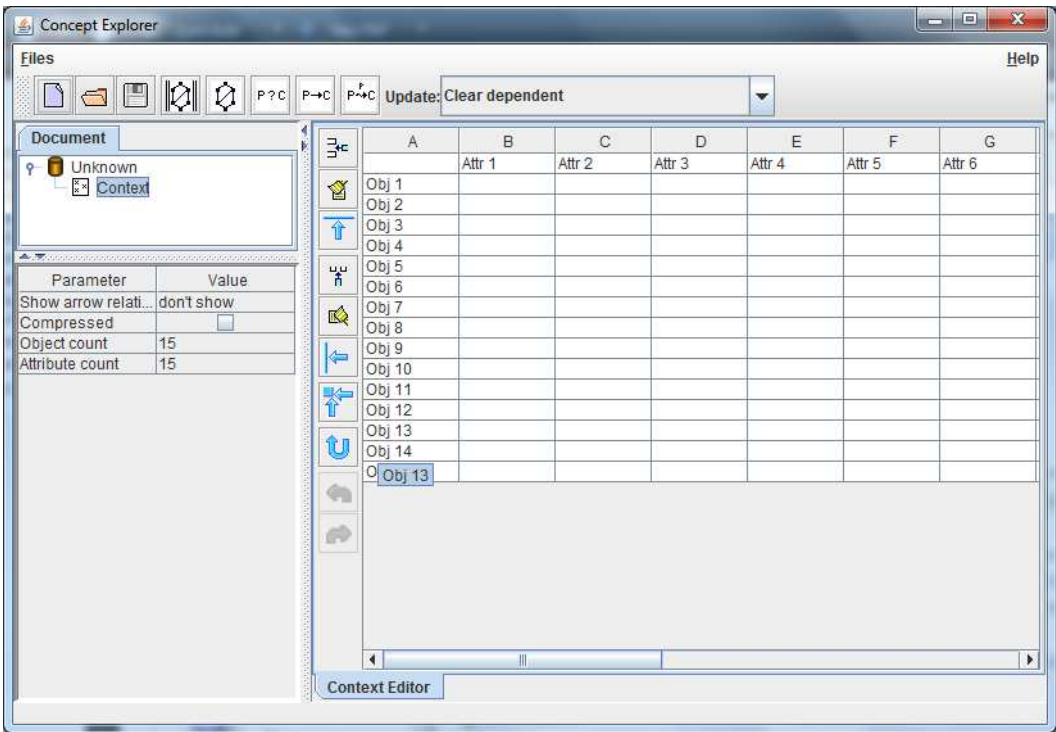 Concept Explorer
Files Help
P?C P→C P→C Update: Clear dependent
Document
Unknown
Context
Parameter Value
Show arrow relati... don't show
Compressed
Object count 15
Attribute count 15
A B C D E F G
Attr 1 Attr 2 Attr 3 Attr 4 Attr 5 Attr 6
Obj 1
Obj 2
Obj 3
Obj 4
Obj 5
Obj 6
Obj 7
Obj 8
Obj 9
Obj 10
Obj 11
Obj 12
Obj 13
Obj 14
O Obj 13
Context Editor